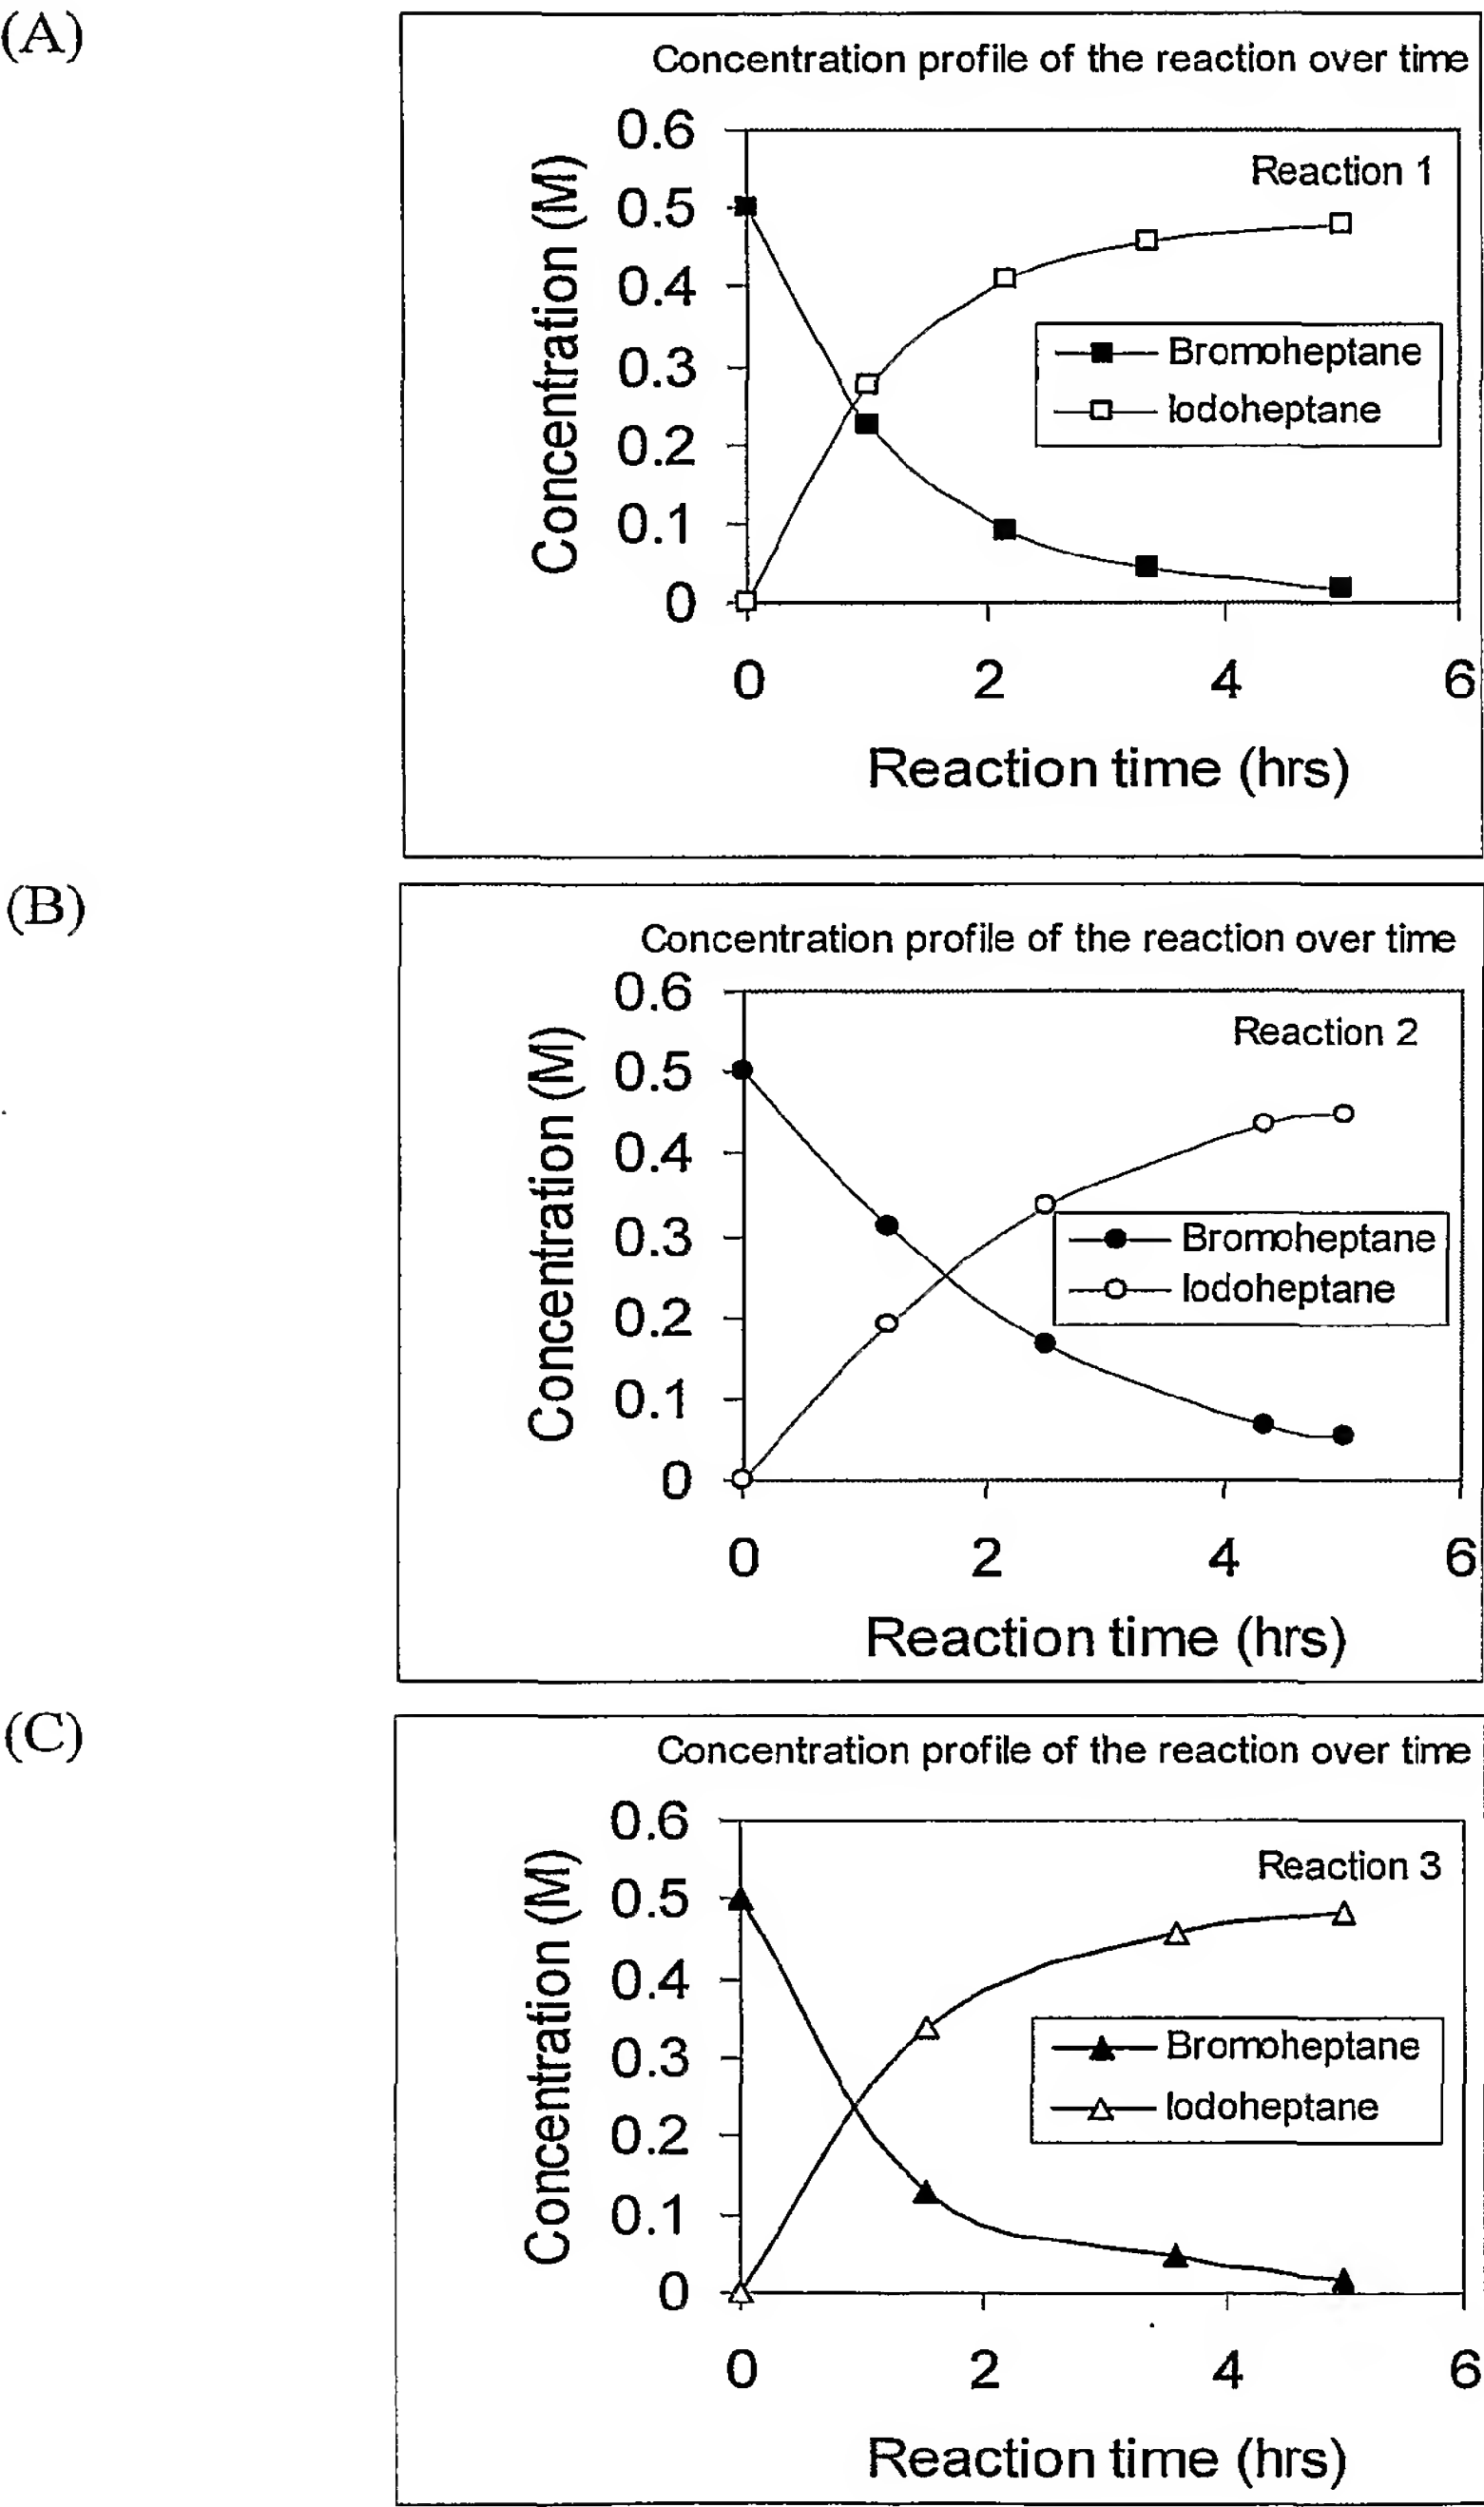 (A)
Concentration profile of the reaction over time
Reaction 1
Concentration (M)
0.6
0.5
0.4
0.3
0.2
0.1
0
Bromoheptane
Iodoheptane
0 2 4 6
Reaction time (hrs)
(B)
Concentration profile of the reaction over time
Reaction 2
Concentration (M)
0.6
0.5
0.4
0.3
0.2
0.1
0
Bromoheptane
Iodoheptane
0 2 4 6
Reaction time (hrs)
(C)
Concentration profile of the reaction over time
Reaction 3
Concentration (M)
0.6
0.5
0.4
0.3
0.2
0.1
0
Bromoheptane
Iodoheptane
0 2 4 6
Reaction time (hrs)